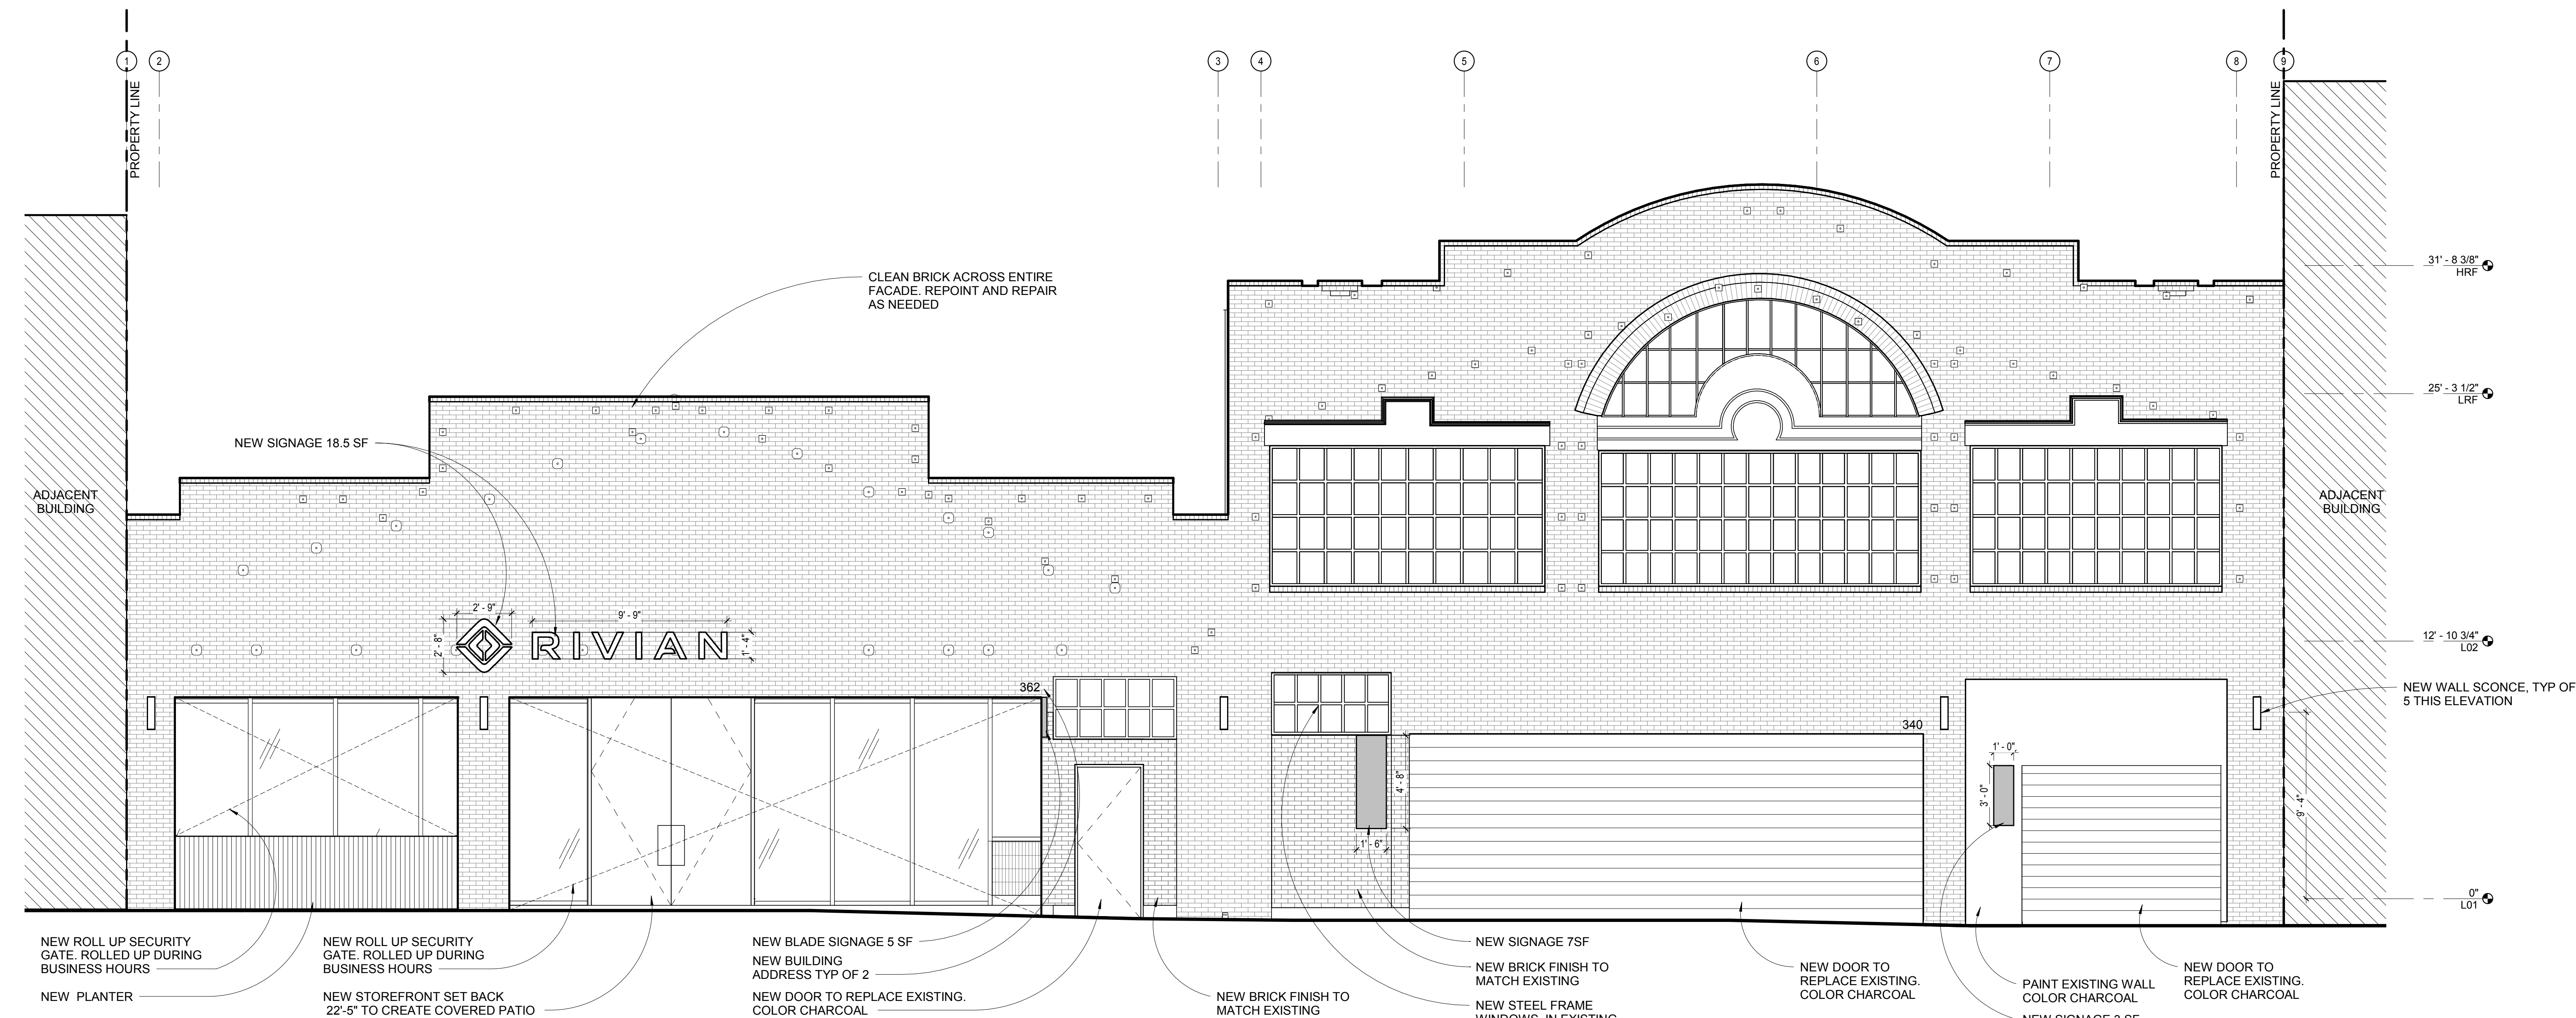 1
2
3
4
5
6
7
8
9
PROPERTY LINE
PROPERTY LINE
31' - 8 3/8"
HRF
25' - 3 1/2"
LRF
12' - 10 3/4"
L02
0"
L01
CLEAN BRICK ACROSS ENTIRE
FACADE. REPOINT AND REPAIR
AS NEEDED
NEW SIGNAGE 18.5 SF
ADJACENT
BUILDING
ADJACENT
BUILDING
2' - 9"
2' - 8"
9' - 9"
1' - 4"
RIVIAN
362
340
NEW WALL SCONCE, TYP OF
5 THIS ELEVATION
4' - 8"
1' - 6"
1' - 0"
3' - 0"
9' - 4"
NEW ROLL UP SECURITY
GATE. ROLLED UP DURING
BUSINESS HOURS
NEW PLANTER
NEW ROLL UP SECURITY
GATE. ROLLED UP DURING
BUSINESS HOURS
NEW STOREFRONT SET BACK
22'-5" TO CREATE COVERED PATIO
NEW BLADE SIGNAGE 5 SF
NEW BUILDING
ADDRESS TYP OF 2
NEW DOOR TO REPLACE EXISTING.
COLOR CHARCOAL
NEW BRICK FINISH TO
MATCH EXISTING
NEW SIGNAGE 7SF
NEW BRICK FINISH TO
MATCH EXISTING
NEW STEEL FRAME
WINDOWS, IN EXISTING
NEW DOOR TO
REPLACE EXISTING.
COLOR CHARCOAL
PAINT EXISTING WALL
COLOR CHARCOAL
NEW SIGNAGE 3 SF
NEW DOOR TO
REPLACE EXISTING.
COLOR CHARCOAL